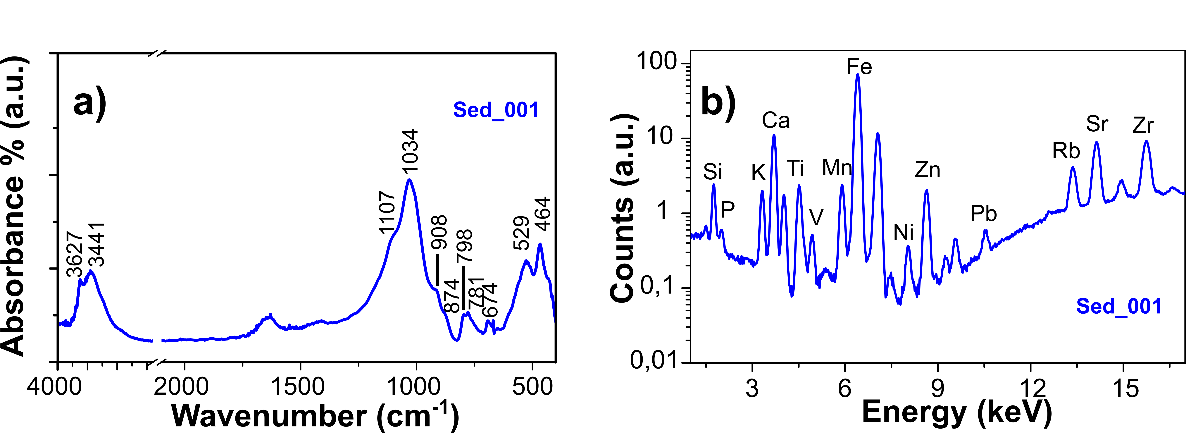 a)
Sed_001
3627
3441
1107
1034
908
874
798
781
674
529
464
4000 2000 1500 1000 500
Wavenumber (cm-1)
Absorbance % (a.u.)
b)
Fe
Ca
Si
P
K
Ti
Mn
V
Ni
Zn
Pb
Rb
Sr
Zr
Sed_001
100
10
1
0,1
0,01
3 6 9 12 15
Energy (keV)
Counts (a.u.)